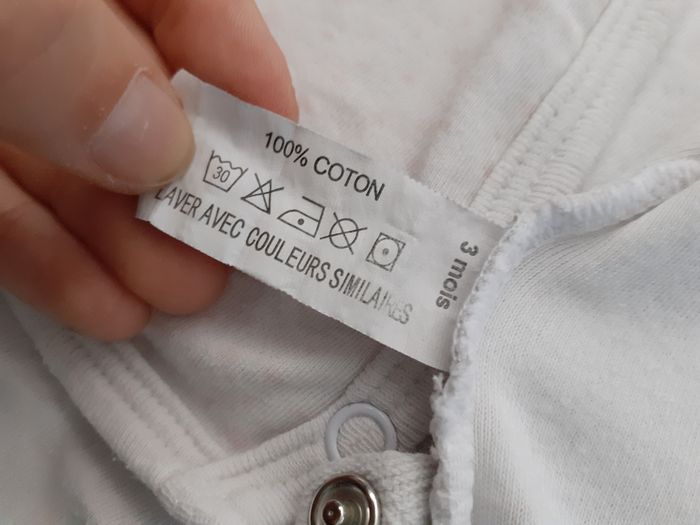 100% COTON
30
LAVER AVEC COULEURS SIMILAIRES
3 mois